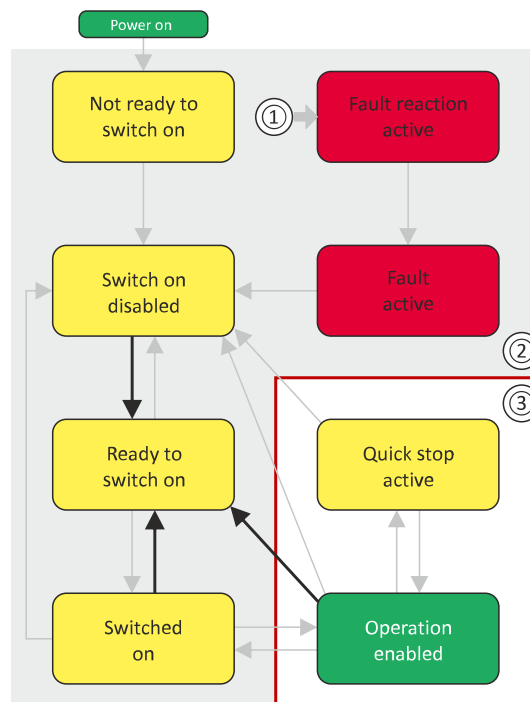 Power on
Not ready to
switch on
①
Fault reaction
active
Switch on
disabled
Fault
active
②
③
Ready to
switch on
Quick stop
active
Switched
on
Operation
enabled